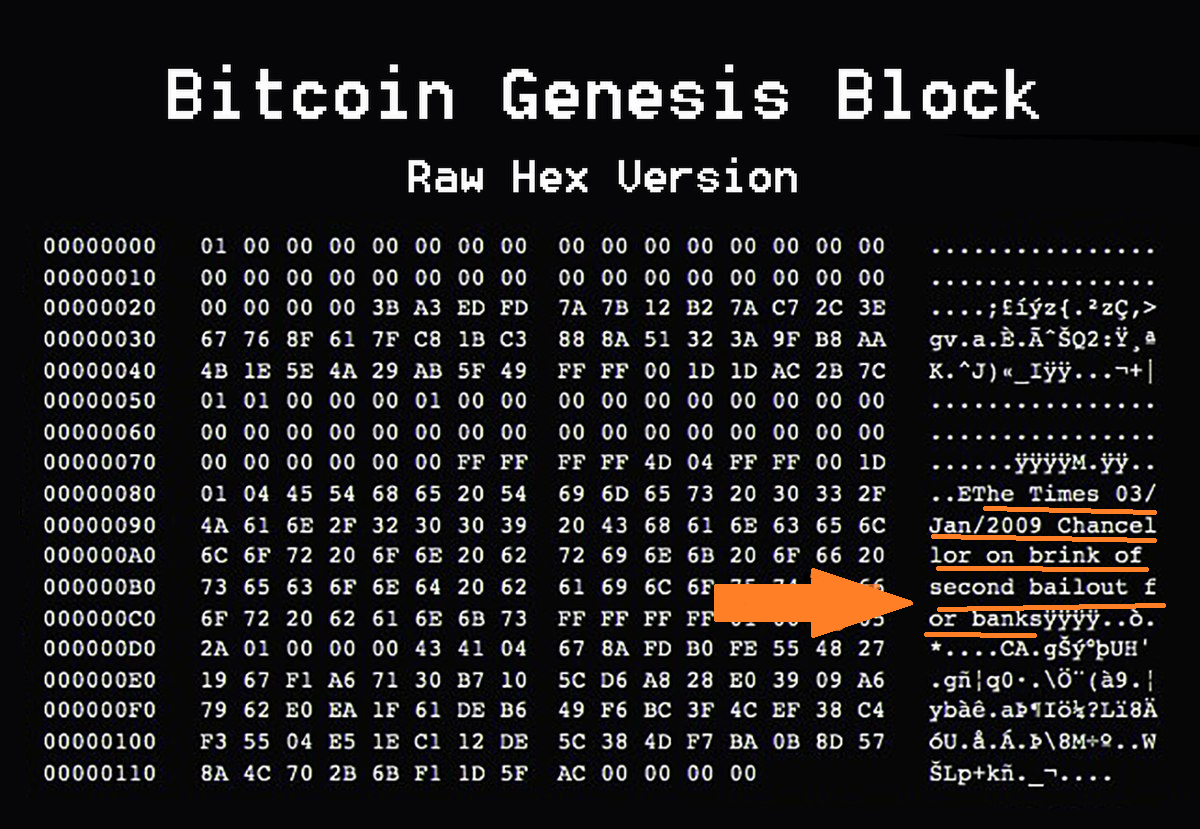 Bitcoin Genesis Block
Raw Hex Version
00000000 01 00 00 00 00 00 00 00 00 00 00 00 00 00 00 00 ................
00000010 00 00 00 00 00 00 00 00 00 00 00 00 00 00 00 00 ................
00000020 00 00 00 00 3B A3 ED FD 7A 7B 12 B2 7A C7 2C 3E ....;£íýz{.²zÇ,>
00000030 67 76 8F 61 7F C8 1B C3 88 8A 51 32 3A 9F B8 AA gv.a.È.ÃˆŠQ2:Ÿ¸ª
00000040 4B 1E 5E 4A 29 AB 5F 49 FF FF 00 1D 1D AC 2B 7C K.^J)«_Iÿÿ...¬+|
00000050 01 01 00 00 00 01 00 00 00 00 00 00 00 00 00 00 ................
00000060 00 00 00 00 00 00 00 00 00 00 00 00 00 00 00 00 ................
00000070 00 00 00 00 00 00 FF FF FF FF 4D 04 FF FF 00 1D ......ÿÿÿÿM.ÿÿ..
00000080 01 04 45 54 68 65 20 54 69 6D 65 73 20 30 33 2F ..EThe Times 03/
00000090 4A 61 6E 2F 32 30 30 39 20 43 68 61 6E 63 65 6C Jan/2009 Chancel
000000A0 6C 6F 72 20 6F 6E 20 62 72 69 6E 6B 20 6F 66 20 lor on brink of
000000B0 73 65 63 6F 6E 64 20 62 61 69 6C 6F second bailout f
000000C0 6F 72 20 62 61 6E 6B 73 FF FF FF FF or banksÿÿÿÿ..ò.
000000D0 2A 01 00 00 00 43 41 04 67 8A FD B0 FE 55 48 27 *....CA.gŠý°þUH'
000000E0 19 67 F1 A6 71 30 B7 10 5C D6 A8 28 E0 39 09 A6 .gñ¦q0·.\Ö¨(à9.¦
000000F0 79 62 E0 EA 1F 61 DE B6 49 F6 BC 3F 4C EF 38 C4 ybàê.aÞ¶Iö¼?Lï8Ä
00000100 F3 55 04 E5 1E C1 12 DE 5C 38 4D F7 BA 0B 8D 57 óU.å.Á.Þ\8M÷º..W
00000110 8A 4C 70 2B 6B F1 1D 5F AC 00 00 00 00 ŠLp+kñ._¬....